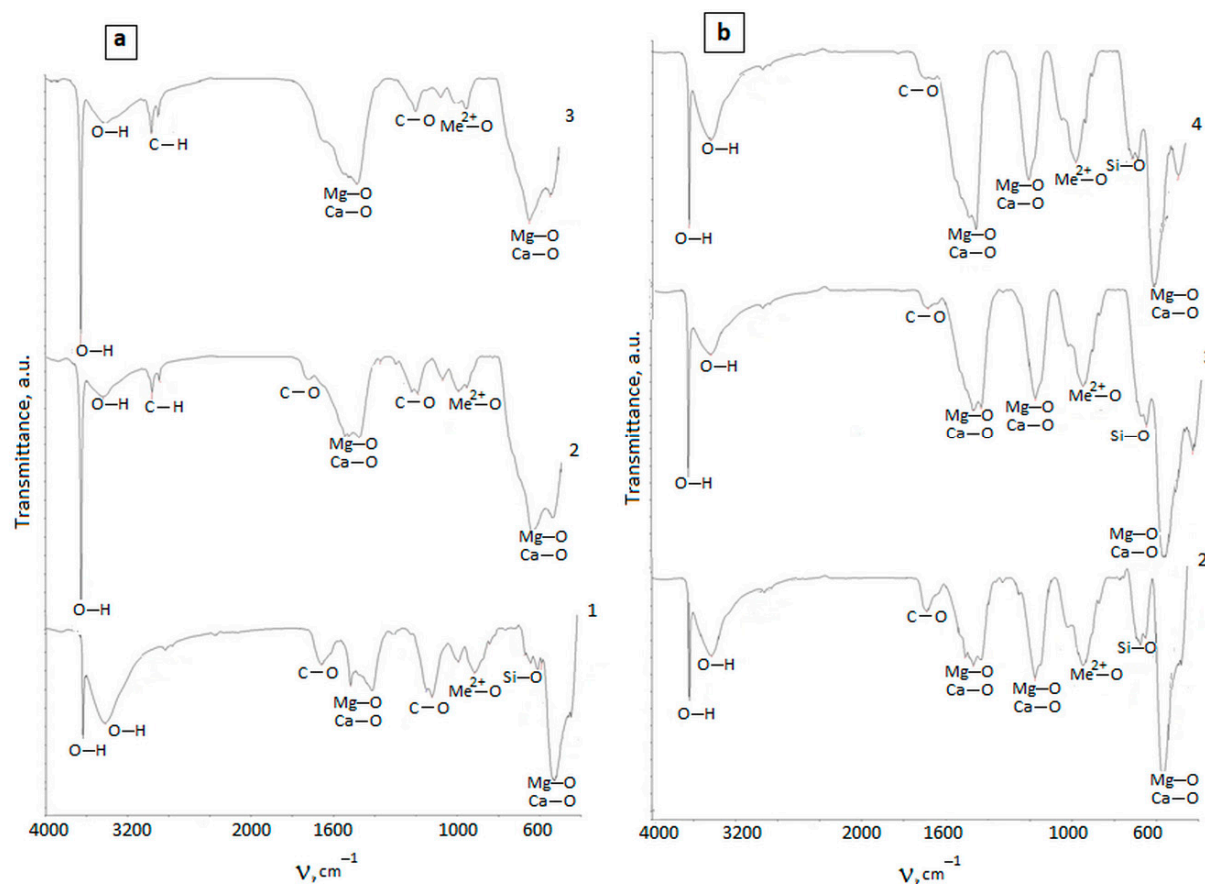 a
3
O—H
C—H
C—O
Me2+—O
Mg—O
Ca—O
Mg—O
Ca—O
O—H
O—H
C—H
C—O
C—O
Me2+—O
Mg—O
Ca—O
2
Mg—O
Ca—O
O—H
1
C—O
Si—O
Me2+—O
Mg—O
Ca—O
C—O
O—H
O—H
Mg—O
Ca—O
Transmittance, a.u.
4000 3200 2000 1600 1000 600
ν, cm−1
b
C—O
4
O—H
Si—O
Me2+—O
Mg—O
Ca—O
O—H
Mg—O
Ca—O
Mg—O
Ca—O
C—O
3
O—H
Me2+—O
Mg—O
Ca—O
Mg—O
Ca—O
Si—O
O—H
Mg—O
Ca—O
2
C—O
Si—O
O—H
Me2+—O
Mg—O
Ca—O
Mg—O
Ca—O
O—H
Mg—O
Ca—O
Transmittance, a.u.
4000 3200 2000 1600 1000 600
ν, cm−1